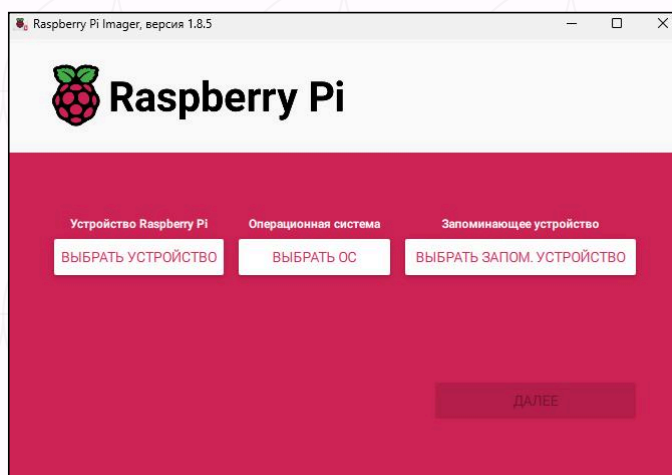 Raspberry Pi Imager, версия 1.8.5
Raspberry Pi
Устройство Raspberry Pi
Операционная система
Запоминающее устройство
ВЫБРАТЬ УСТРОЙСТВО
ВЫБРАТЬ ОС
ВЫБРАТЬ ЗАПОМ. УСТРОЙСТВО
ДАЛЕЕ